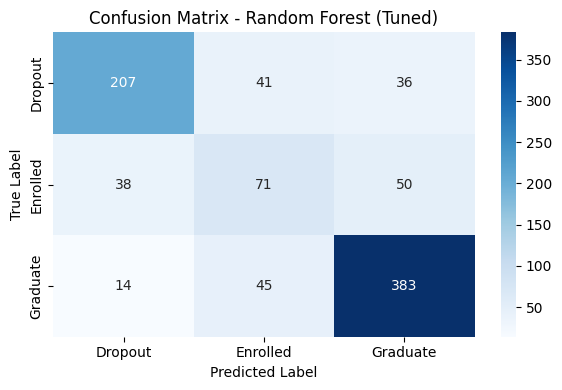 Confusion Matrix - Random Forest (Tuned)
True Label
Dropout
207 41 36
Enrolled
38 71 50
Graduate
14 45 383
Dropout Enrolled Graduate
Predicted Label
350
300
250
200
150
100
50